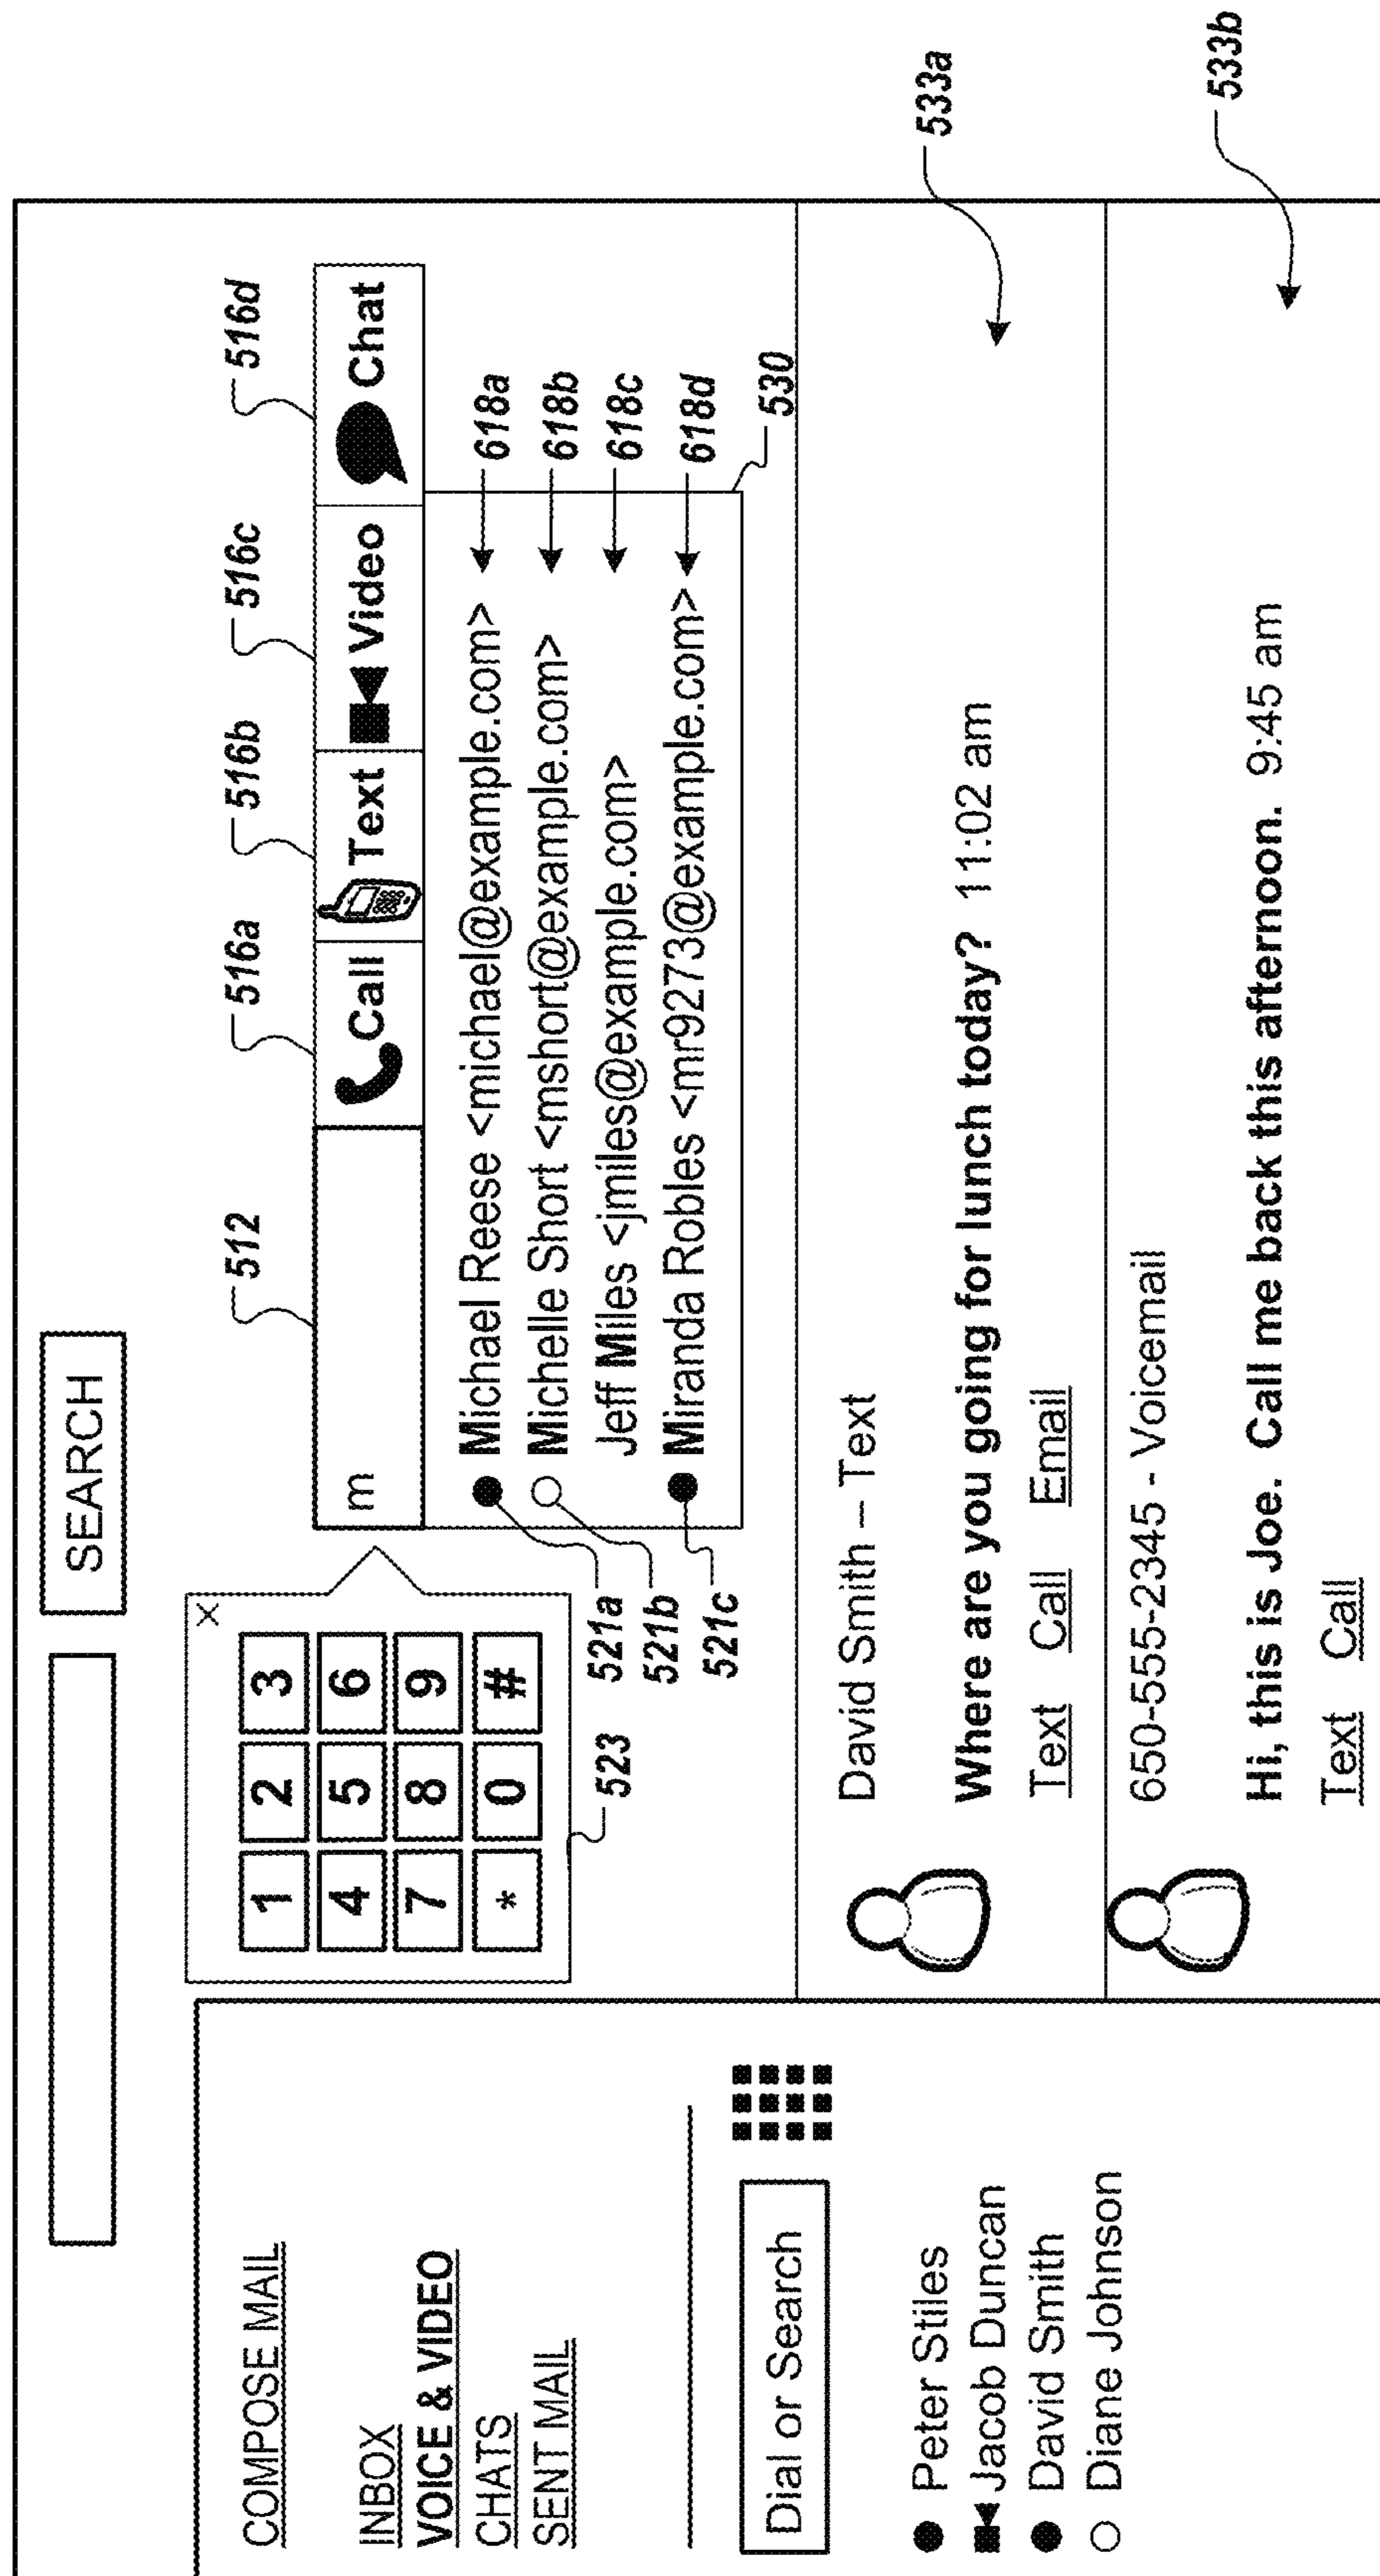 SEARCH
COMPOSE MAIL
INBOX
VOICE & VIDEO
CHATS
SENT MAIL
Dial or Search
Peter Stiles
Jacob Duncan
David Smith
Diane Johnson
X
1 2 3
4 5 6
7 8 9
* 0 #
523
512
516a
516b
516c
516d
m
Call
Text
Video
Chat
521a
521b
521c
Michael Reese <michael@example.com>
618a
Michelle Short <mshort@example.com>
618b
Jeff Miles <jmiles@example.com>
618c
Miranda Robles <mr9273@example.com>
618d
530
David Smith – Text
533a
Where are you going for lunch today? 11:02 am
Text Call Email
650-555-2345 - Voicemail
533b
Hi, this is Joe. Call me back this afternoon. 9:45 am
Text Call